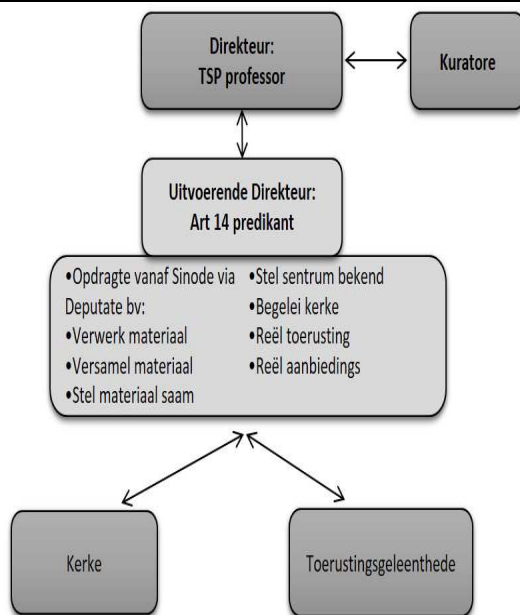 Direkteur:
TSP professor
Kuratore
Uitvoerende Direkteur:
Art 14 predikant
•Opdragte vanaf Sinode via
Deputate bv:
•Verwerk materiaal
•Versamel materiaal
•Stel materiaal saam
•Stel sentrum bekend
•Begelei kerke
•Reël toerusting
•Reël aanbiedings
Kerke
Toerustingsgeleenthede